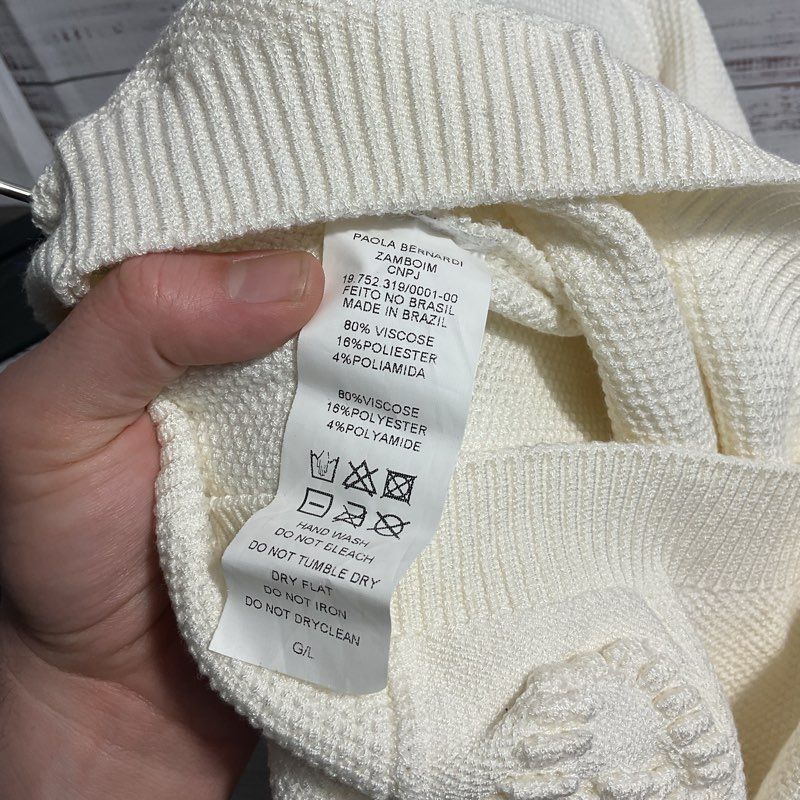 PAOLA BERNARDI
ZAMBOIM
CNPJ
19.752.319/0001-00
FEITO NO BRASIL
MADE IN BRAZIL
80% VISCOSE
16%POLIESTER
4%POLIAMIDA
80%VISCOSE
16%POLYESTER
4%POLYAMIDE
HAND WASH
DO NOT BLEACH
DO NOT TUMBLE DRY
DRY FLAT
DO NOT IRON
DO NOT DRYCLEAN
G/L